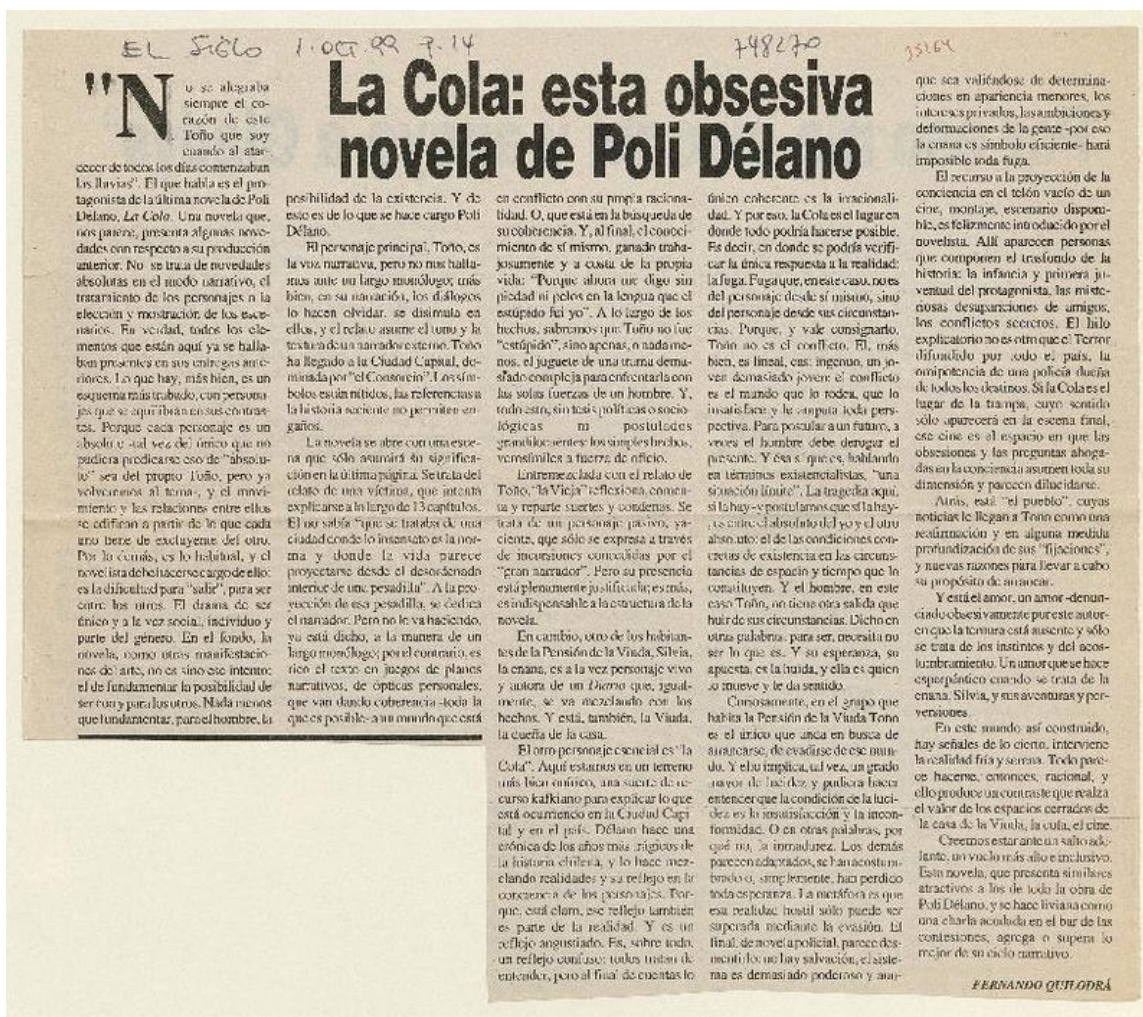 EL SIGLO 1. OCT. 99 P. 14
748270
35164
La Cola: esta obsesiva
novela de Poli Délano
"No se alegraba
siempre el co-
razón de este
Toño que soy
cuando al atar-
decer de todos los días comenzaban
las lluvias". El que habla es el pro-
tagonista de la última novela de Poli
Délano, La Cola. Una novela que,
nos parece, presenta algunas nove-
dades con respecto a su producción
anterior. No se trata de novedades
absolutas en el modo narrativo, el
tratamiento de los personajes o la
elección y mostración de los esce-
narios. En verdad, todos los ele-
mentos que están aquí ya se halla-
ban presentes en sus entregas ante-
riores. Lo que hay, más bien, es un
esquema más trabado, con persona-
jes que se equilibran en sus contras-
tes. Porque cada personaje es un
absoluto -tal vez del único que no
pudiera predicarse eso de "absolu-
to" sea del propio Toño, pero ya
volveremos al tema-, y el movi-
miento y las relaciones entre ellos
se edifican a partir de lo que cada
uno tiene de excluyente del otro.
Por lo demás, es lo habitual, y el
novelista debe hacerse cargo de ello:
es la dificultad para "salir", para ser
entre los otros. El drama de ser
único y a la vez social, individuo y
parte del género. En el fondo, la
novela, como otras manifestacio-
nes del arte, no es sino ese intento:
el de fundamentar la posibilidad de
ser con y para los otros. Nada menos
que fundamentar, para el hombre, la
posibilidad de la existencia. Y de
esto es de lo que se hace cargo Poli
Délano.
El personaje principal, Toño, es
la voz narrativa, pero no nos halla-
mos ante un largo monólogo; más
bien, en su narración, los diálogos
lo hacen olvidar, se disimula en
ellos, y el relato asume el tono y la
textura de un narrador externo. Toño
ha llegado a la Ciudad Capital, do-
minada por "el Consorcio". Los sím-
bolos están nítidos, las referencias a
la historia reciente no permiten en-
gaños.
La novela se abre con una esce-
na que sólo asumirá su significa-
ción en la última página. Se trata del
relato de una víctima, que intenta
explicarse a lo largo de 13 capítulos.
El no sabía "que se trataba de una
ciudad donde lo insensato es la nor-
ma y donde la vida parece
proyectarse desde el desordenado
interior de una pesadilla". A la pro-
yección de esa pesadilla, se dedica
el narrador. Pero no lo va haciendo,
ya está dicho, a la manera de un
largo monólogo; por el contrario, es
rico el texto en juegos de planos
narrativos, de ópticas personales,
que van dando coherencia -toda la
que es posible- a un mundo que está
en conflicto con su propia raciona-
lidad. O, que está en la búsqueda de
su coherencia. Y, al final, el conoci-
miento de sí mismo, ganado traba-
josamente y a costa de la propia
vida: "Porque ahora me digo sin
piedad ni pelos en la lengua que el
estúpido fui yo". A lo largo de los
hechos, sabremos que Toño no fue
"estúpido", sino apenas, o nada me-
nos, el juguete de una trama dema-
siado compleja para enfrentarla con
las solas fuerzas de un hombre. Y,
todo esto, sin tesis políticas o socio-
lógicas ni postulados
grandilocuentes: los simples hechos,
verosímiles a fuerza de oficio.
Entremezclada con el relato de
Toño, "la Vieja" reflexiona, comen-
ta y reparte suertes y condenas. Se
trata de un personaje pasivo, ya-
ciente, que sólo se expresa a través
de incursiones concedidas por el
"gran narrador". Pero su presencia
está plenamente justificada; es más,
es indispensable a la estructura de la
novela.
En cambio, otro de los habitan-
tes de la Pensión de la Viuda, Silvia,
la enana, es a la vez personaje vivo
y autora de un Diario que, igual-
mente, se va mezclando con los
hechos. Y está, también, la Viuda,
la dueña de la casa.
El otro personaje esencial es "la
Cola". Aquí estamos en un terreno
más bien onírico, una suerte de re-
curso kafkiano para explicar lo que
está ocurriendo en la Ciudad Capi-
tal y en el país. Délano hace una
crónica de los años más trágicos de
la historia chilena, y lo hace mez-
clando realidades y su reflejo en la
conciencia de los personajes. Por-
que, está claro, ese reflejo también
es parte de la realidad. Y es un
reflejo angustiado. Es, sobre todo,
un reflejo confuso: todos tratan de
entender, pero al final de cuentas lo
único coherente es la irracionali-
dad. Y por eso, la Cola es el lugar en
donde todo podría hacerse posible.
Es decir, en donde se podría verifi-
car la única respuesta a la realidad:
la fuga. Fuga que, en este caso, no es
del personaje desde sí mismo, sino
del personaje desde sus circunstan-
cias. Porque, y vale consignarlo,
Toño no es el conflicto. El, más
bien, es lineal, casi ingenuo, un jo-
ven demasiado joven: el conflicto
es el mundo que lo rodea, que lo
insatisface y le amputa toda pers-
pectiva. Para postular a un futuro, a
veces el hombre debe derogar el
presente. Y ésa sí que es, hablando
en términos existencialistas, "una
situación límite". La tragedia aquí,
si la hay -y postulamos que sí la hay-
, es entre el absoluto del yo y el otro
absoluto: el de las condiciones con-
cretas de existencia en las circuns-
tancias de espacio y tiempo que lo
constituyen. Y el hombre, en este
caso Toño, no tiene otra salida que
huir de sus circunstancias. Dicho en
otras palabras, para ser, necesita no
ser lo que es. Y su esperanza, su
apuesta, es la huida, y ella es quien
lo mueve y le da sentido.
Curiosamente, en el grupo que
habita la Pensión de la Viuda Toño
es el único que anda en busca de
arrancarse, de evadirse de ese mun-
do. Y ello implica, tal vez, un grado
mayor de lucidez y pudiera hacer
entender que la condición de la luci-
dez es la insatisfacción y la incon-
formidad. O en otras palabras, por
qué no, la inmadurez. Los demás
parecen adaptados, se han acostum-
brado o, simplemente, han perdido
toda esperanza. La metáfora es que
esa realidad hostil sólo puede ser
superada mediante la evasión. El
final, de novela policial, parece des-
mentirlo: no hay salvación, el siste-
ma es demasiado poderoso y aun-
que sea valiéndose de determina-
ciones en apariencia menores, los
intereses privados, las ambiciones y
deformaciones de la gente -por eso
la enana es símbolo eficiente- hará
imposible toda fuga.
El recurso a la proyección de la
conciencia en el telón vacío de un
cine, montaje, escenario disponi-
ble, es felizmente introducido por el
novelista. Allí aparecen personas
que componen el trasfondo de la
historia: la infancia y primera ju-
ventud del protagonista, las miste-
riosas desapariciones de amigos,
los conflictos secretos. El hilo
explicatorio no es otro que el Terror
difundido por todo el país, la
omnipotencia de una policía dueña
de todos los destinos. Si la Cola es el
lugar de la trampa, cuyo sentido
sólo aparecerá en la escena final,
ese cine es el espacio en que las
obsesiones y las preguntas ahoga-
das en la conciencia asumen toda su
dimensión y parecen dilucidarse.
Atrás, está "el pueblo", cuyas
noticias le llegan a Toño como una
reafirmación y en alguna medida
profundización de sus "fijaciones",
y nuevas razones para llevar a cabo
su propósito de arrancar.
Y está el amor, un amor -denun-
ciado obsesivamente por este autor-
en que la ternura está ausente y sólo
se trata de los instintos y del acos-
tumbramiento. Un amor que se hace
esperpéntico cuando se trata de la
enana, Silvia, y sus aventuras y per-
versiones.
En este mundo así construido,
hay señales de lo cierto, interviene
la realidad fría y serena. Todo pare-
ce hacerse, entonces, racional, y
ello produce un contraste que realza
el valor de los espacios cerrados de
la casa de la Viuda, la cola, el cine.
Creemos estar ante un salto ade-
lante, un vuelo más alto e inclusivo.
Esta novela, que presenta similares
atractivos a los de toda la obra de
Poli Délano, y se hace liviana como
una charla acodada en el bar de las
confesiones, agrega o supera lo
mejor de su ciclo narrativo.
FERNANDO QUILODRÁ